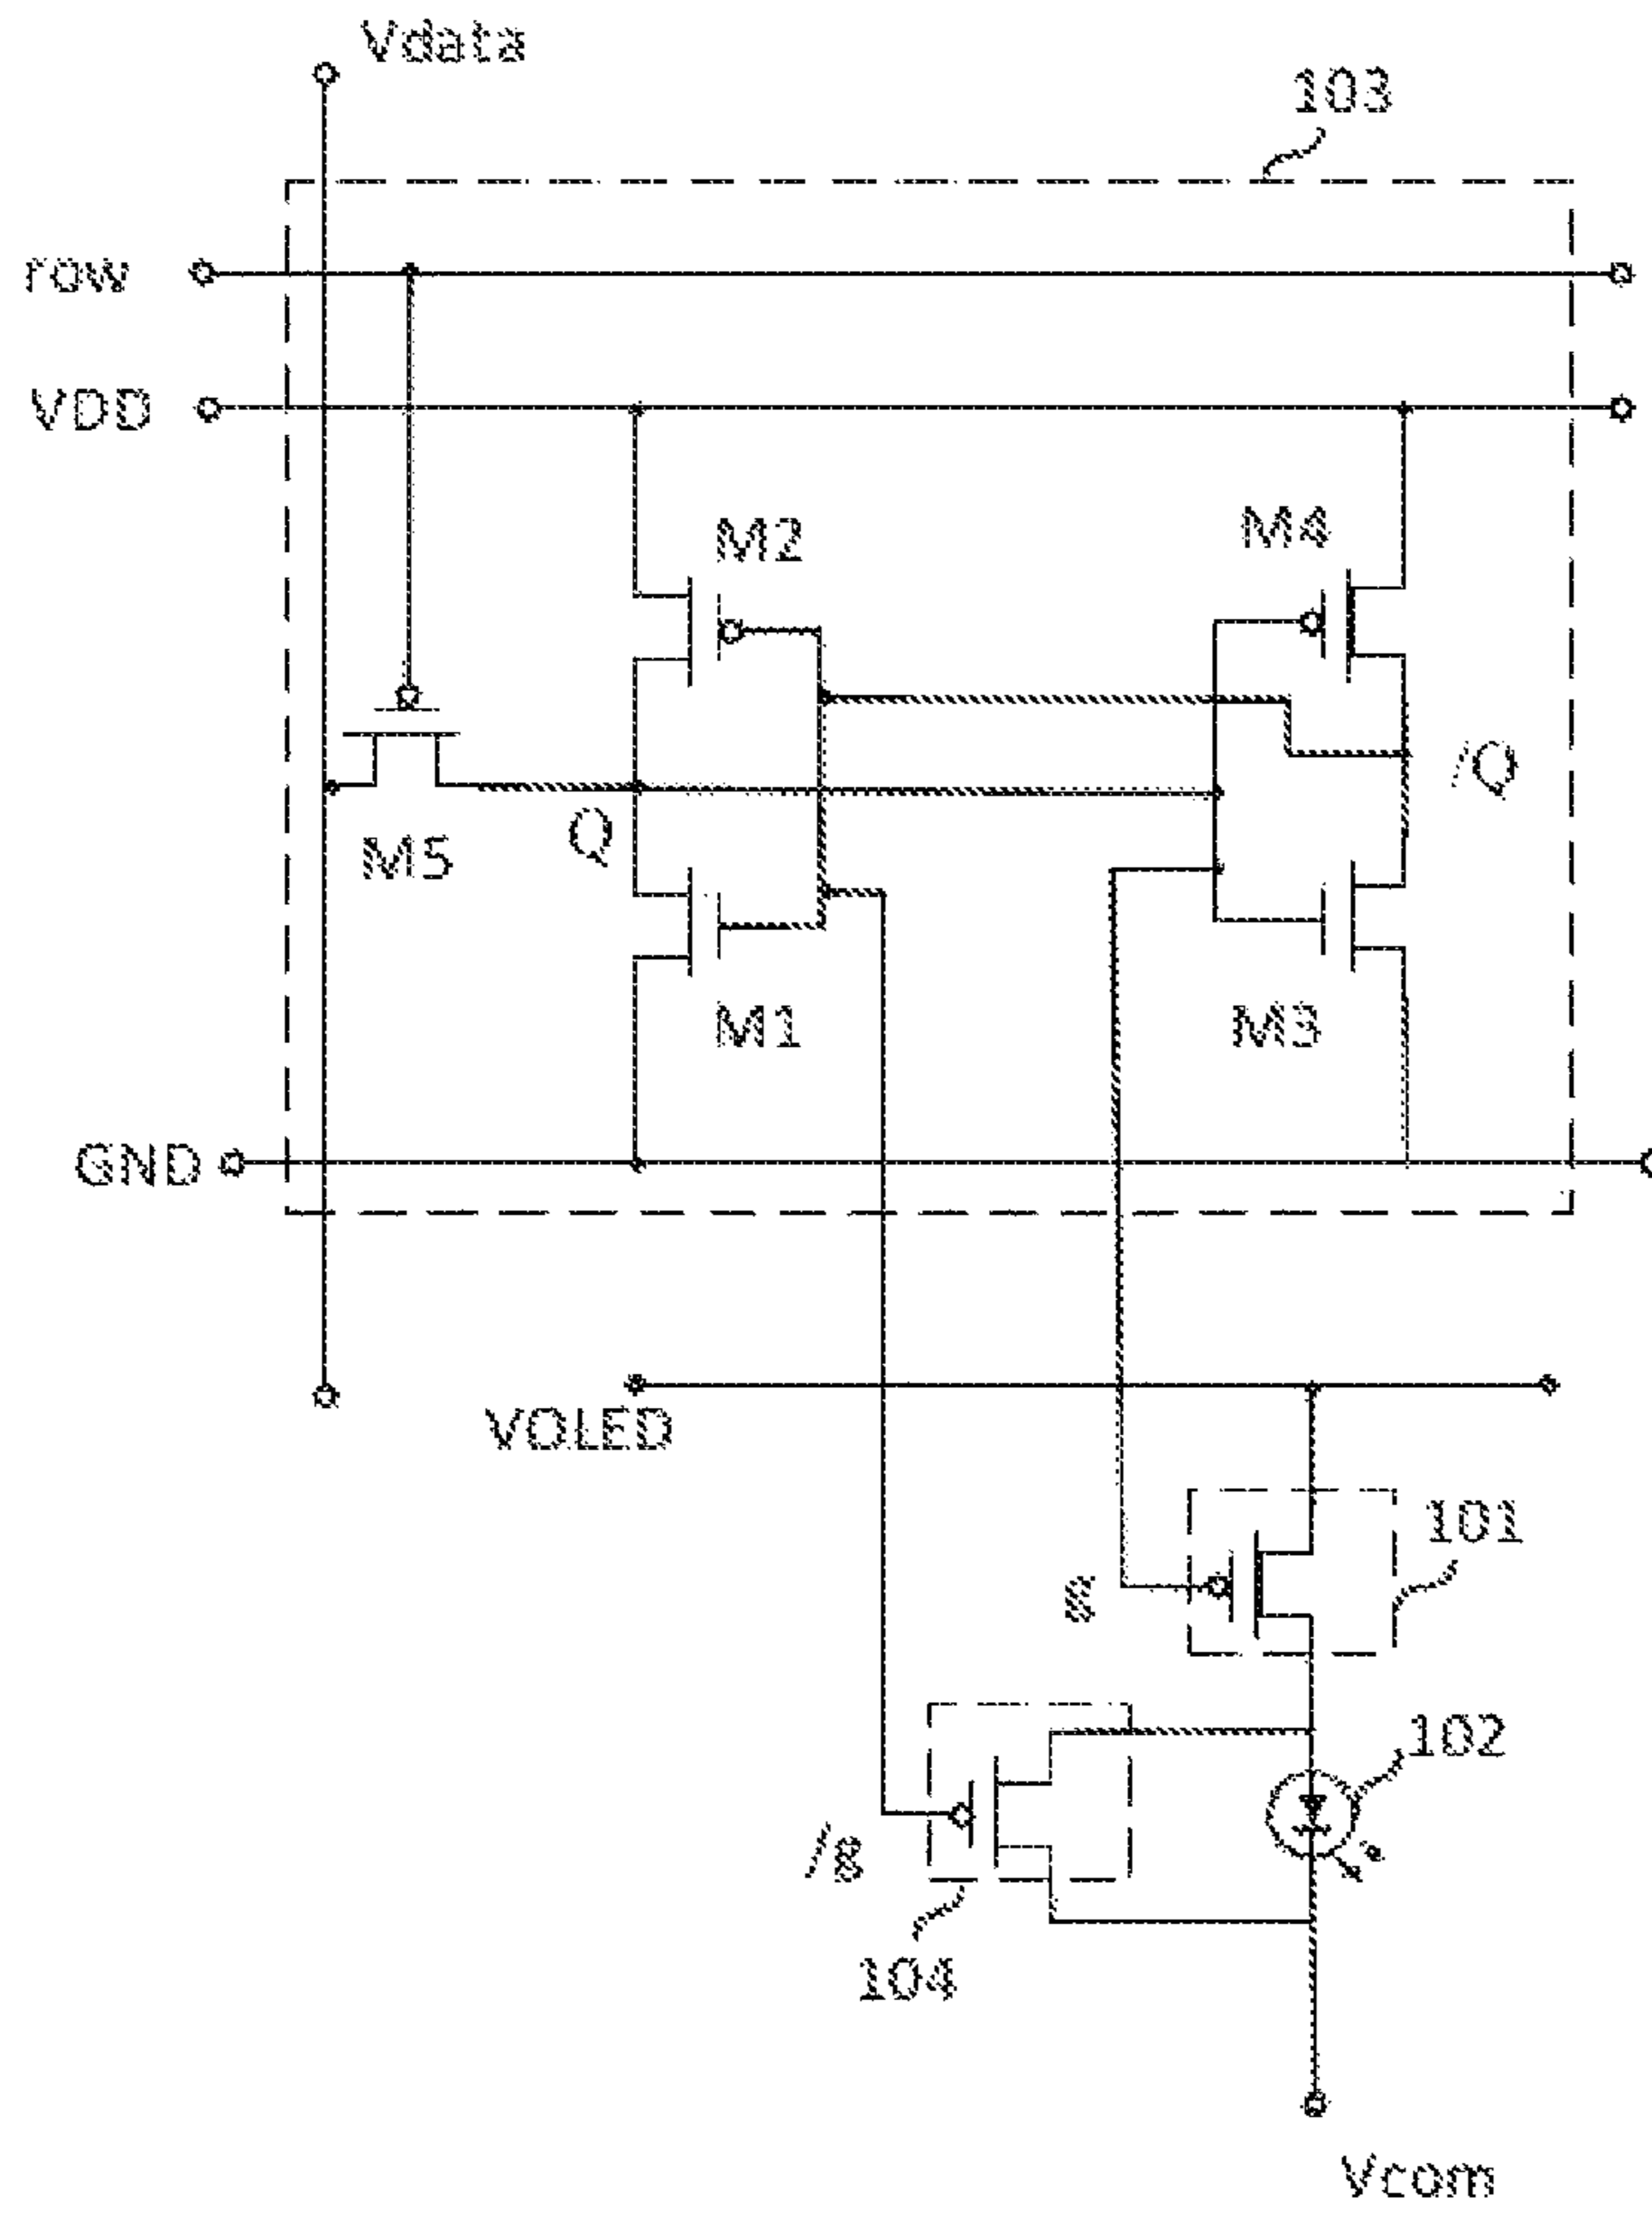 Vdata
103
row
VDD
M2
M4
/Q
Q
M5
M1
M3
GND
VOLED
101
g
102
/g
104
Vcom